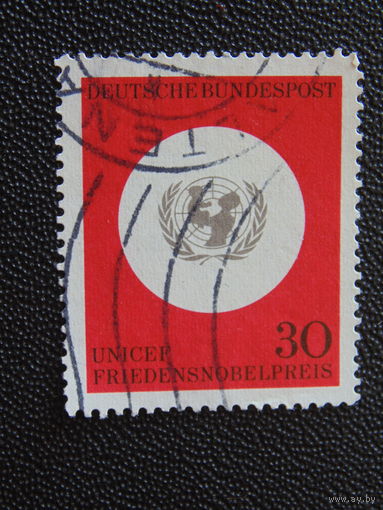 DEUTSCHE BUNDESPOST
30
UNICEF
FRIEDENSNOBELPREIS
www.ay.by